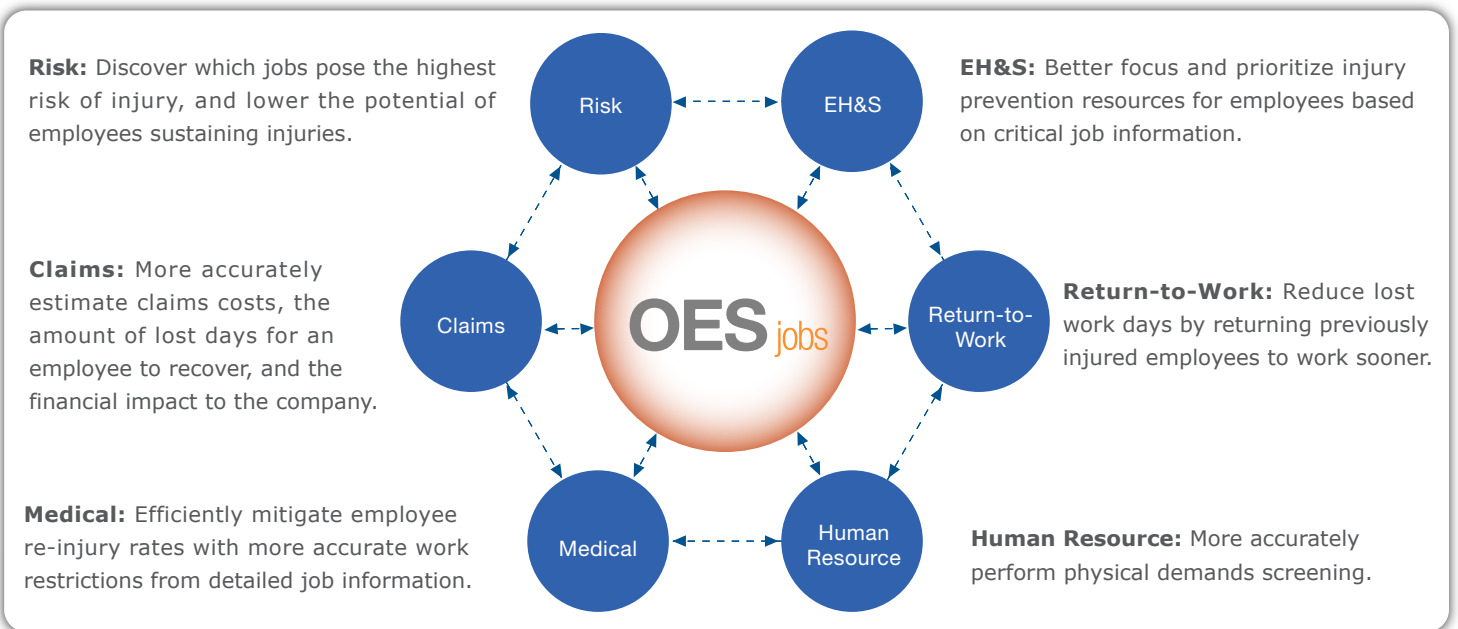 Risk: Discover which jobs pose the highest
risk of injury, and lower the potential of
employees sustaining injuries.
Risk
EH&S
EH&S: Better focus and prioritize injury
prevention resources for employees based
on critical job information.
Claims: More accurately
estimate claims costs, the
amount of lost days for an
employee to recover, and the
financial impact to the company.
Claims
OES jobs
Return-to-
Work
Return-to-Work: Reduce lost
work days by returning previously
injured employees to work sooner.
Medical: Efficiently mitigate employee
re-injury rates with more accurate work
restrictions from detailed job information.
Medical
Human
Resource
Human Resource: More accurately
perform physical demands screening.